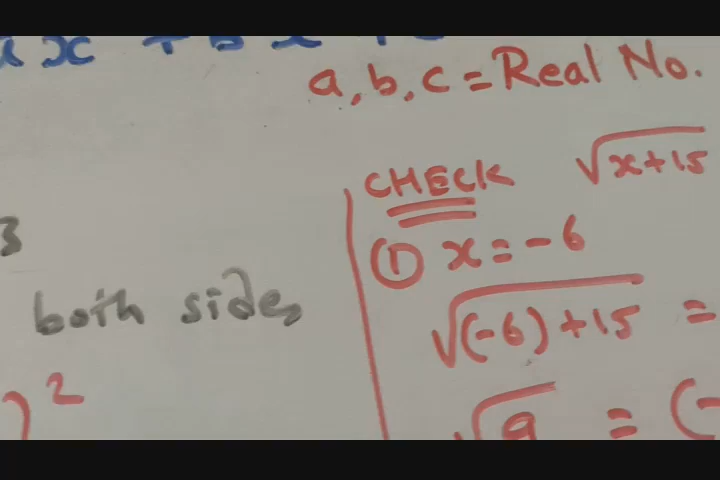 a, b, c = Real No.
CHECK √x+15
① x = -6
3
both sides
√(-6)+15 =
)²
√9 = (-